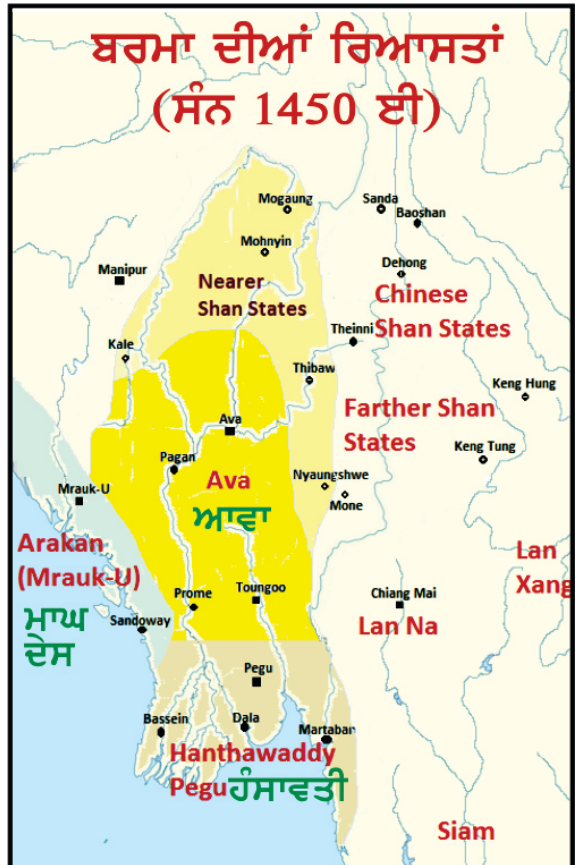 ਬਰਮਾ ਦੀਆਂ ਰਿਆਸਤਾਂ
(ਸੰਨ 1450 ਈ)
Mogaung
Sanda
Baoshan
Mohnyin
Manipur
Dehong
Nearer
Shan States
Chinese
Shan States
Kale
Theinni
Thibaw
Keng Hung
Farther Shan
States
Ava
Pagan
Keng Tung
Ava
Nyaungshwe
Mone
Mrauk-U
ਆਵਾ
Arakan
(Mrauk-U)
Lan
Xang
Prome
Toungoo
Chiang Mai
Lan Na
ਮਾਘ
ਦੇਸ
Sandoway
Pegu
Bassein
Dala
Martaban
Hanthawaddy
Pegu ਹੰਸਾਵਤੀ
Siam